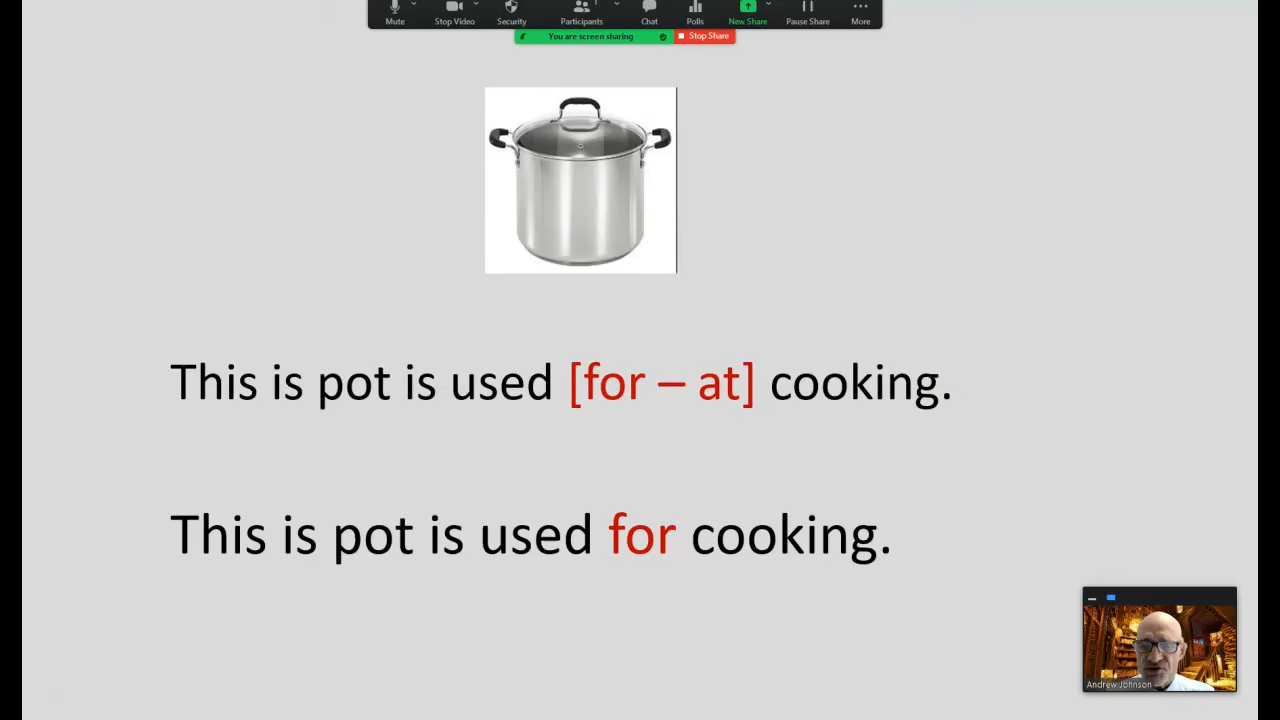 Mute Stop Video Security Participants 1 Chat Polls New Share Pause Share More
You are screen sharing Stop Share
This is pot is used [for – at] cooking.
This is pot is used for cooking.
Andrew Johnson